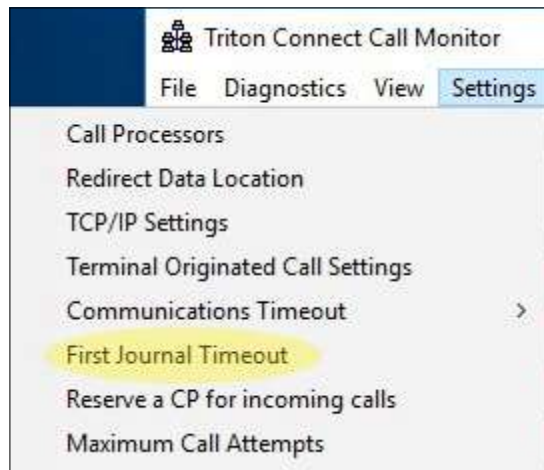 Triton Connect Call Monitor
File Diagnostics View Settings
Call Processors
Redirect Data Location
TCP/IP Settings
Terminal Originated Call Settings
Communications Timeout >
First Journal Timeout
Reserve a CP for incoming calls
Maximum Call Attempts